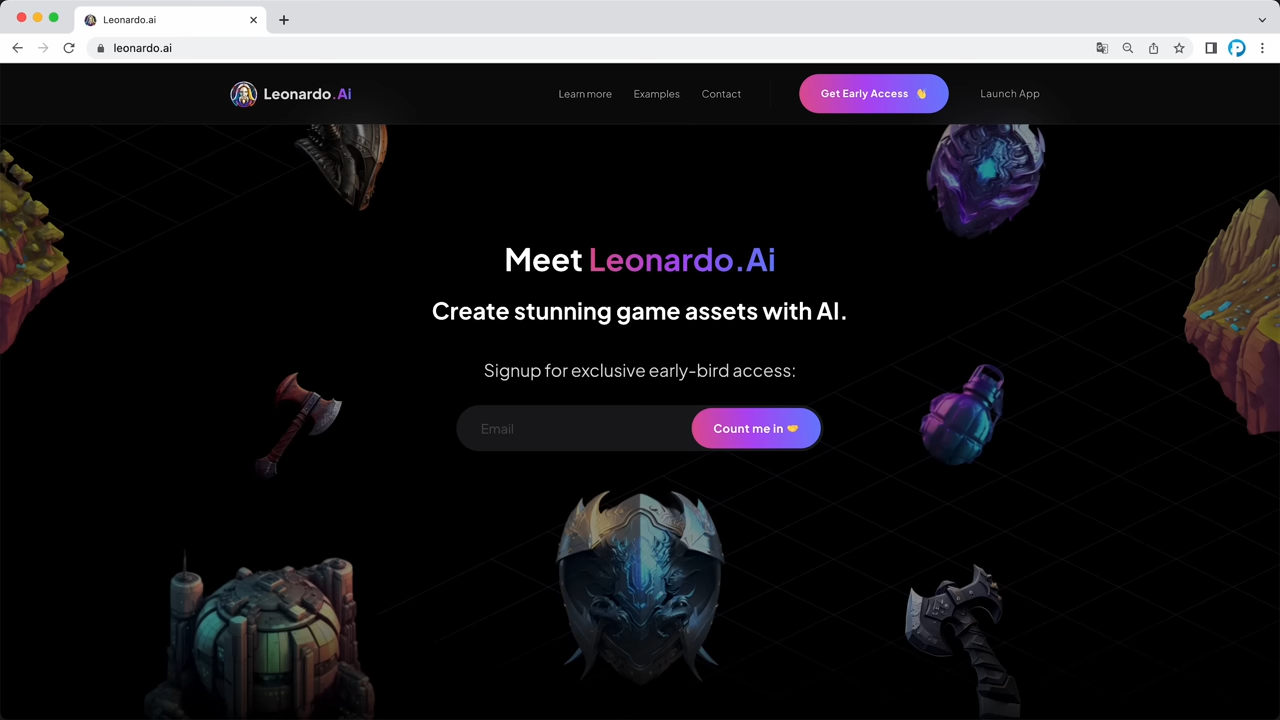 Leonardo.ai
leonardo.ai
Leonardo.Ai
Learn more
Examples
Contact
Get Early Access 👋
Launch App
Meet Leonardo.Ai
Create stunning game assets with AI.
Signup for exclusive early-bird access:
Email
Count me in 🤝